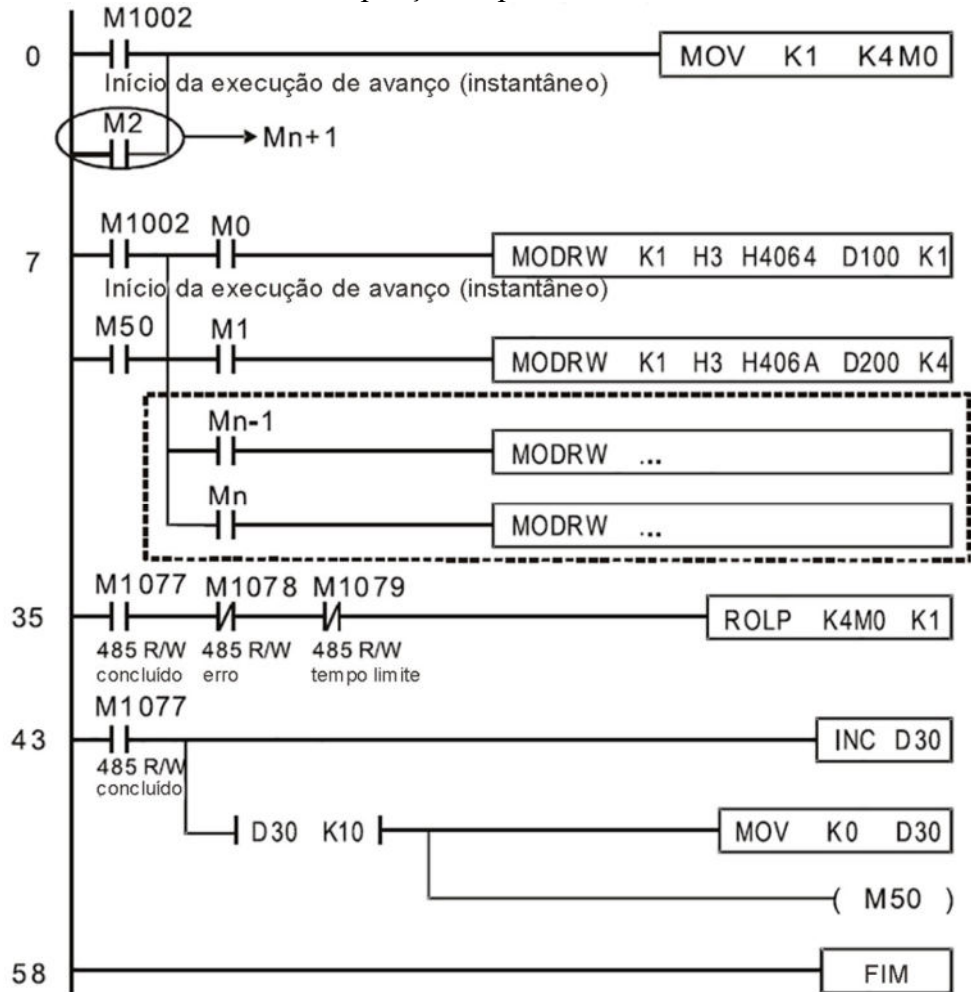 M1002
0
MOV K1 K4M0
Início da execução de avanço (instantâneo)
M2
Mn+1
M1002 M0
7
MODRW K1 H3 H4064 D100 K1
Início da execução de avanço (instantâneo)
M50 M1
MODRW K1 H3 H406A D200 K4
Mn-1
MODRW ...
Mn
MODRW ...
M1077 M1078 M1079
35
ROLP K4M0 K1
485 R/W 485 R/W 485 R/W
concluído erro tempo limite
M1077
43
INC D30
485 R/W
concluído
D30 K10
MOV K0 D30
( M50 )
58
FIM